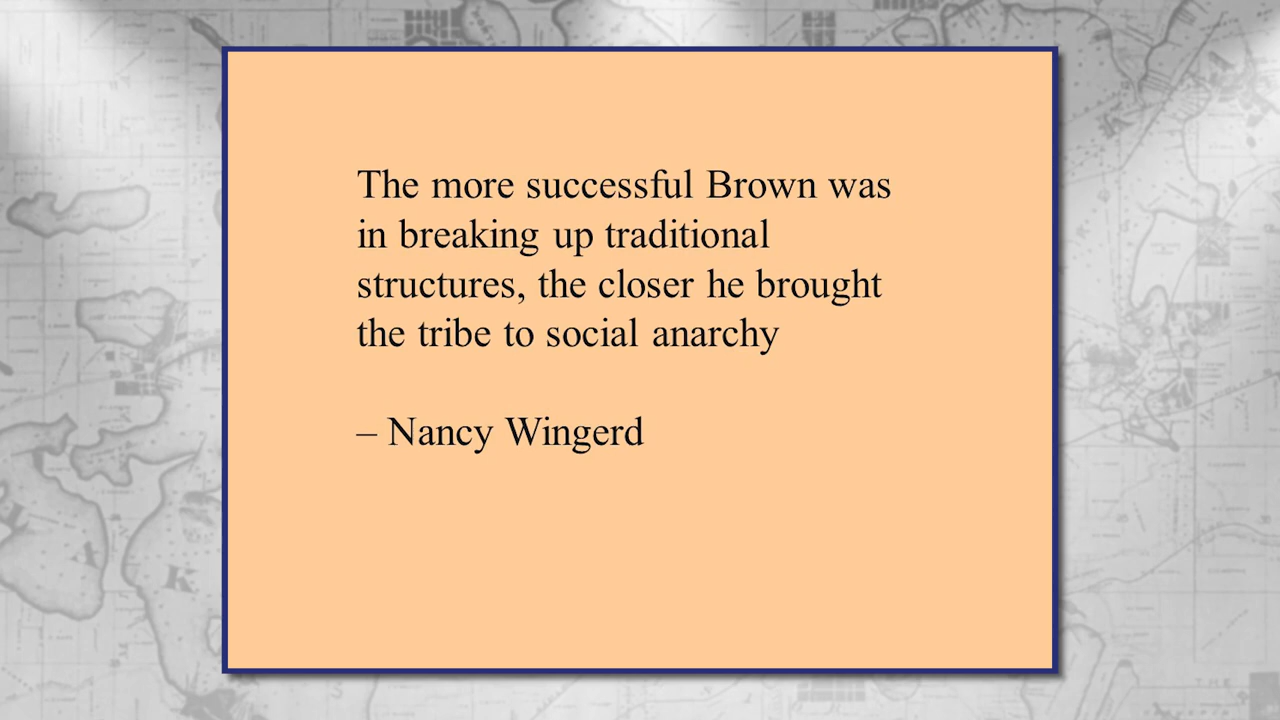 The more successful Brown was
in breaking up traditional
structures, the closer he brought
the tribe to social anarchy
– Nancy Wingerd